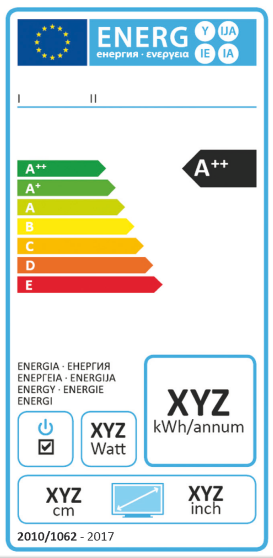 ENERG Y IJA
енергия · ενεργεια IE IA
I II
A++ A++
A+
A
B
C
D
E
ENERGIA · ЕНЕРГИЯ
ΕΝΕΡΓΕΙΑ · ENERGIJA
ENERGY · ENERGIE
ENERGI
XYZ
Watt
XYZ
kWh/annum
XYZ
cm
XYZ
inch
2010/1062 - 2017